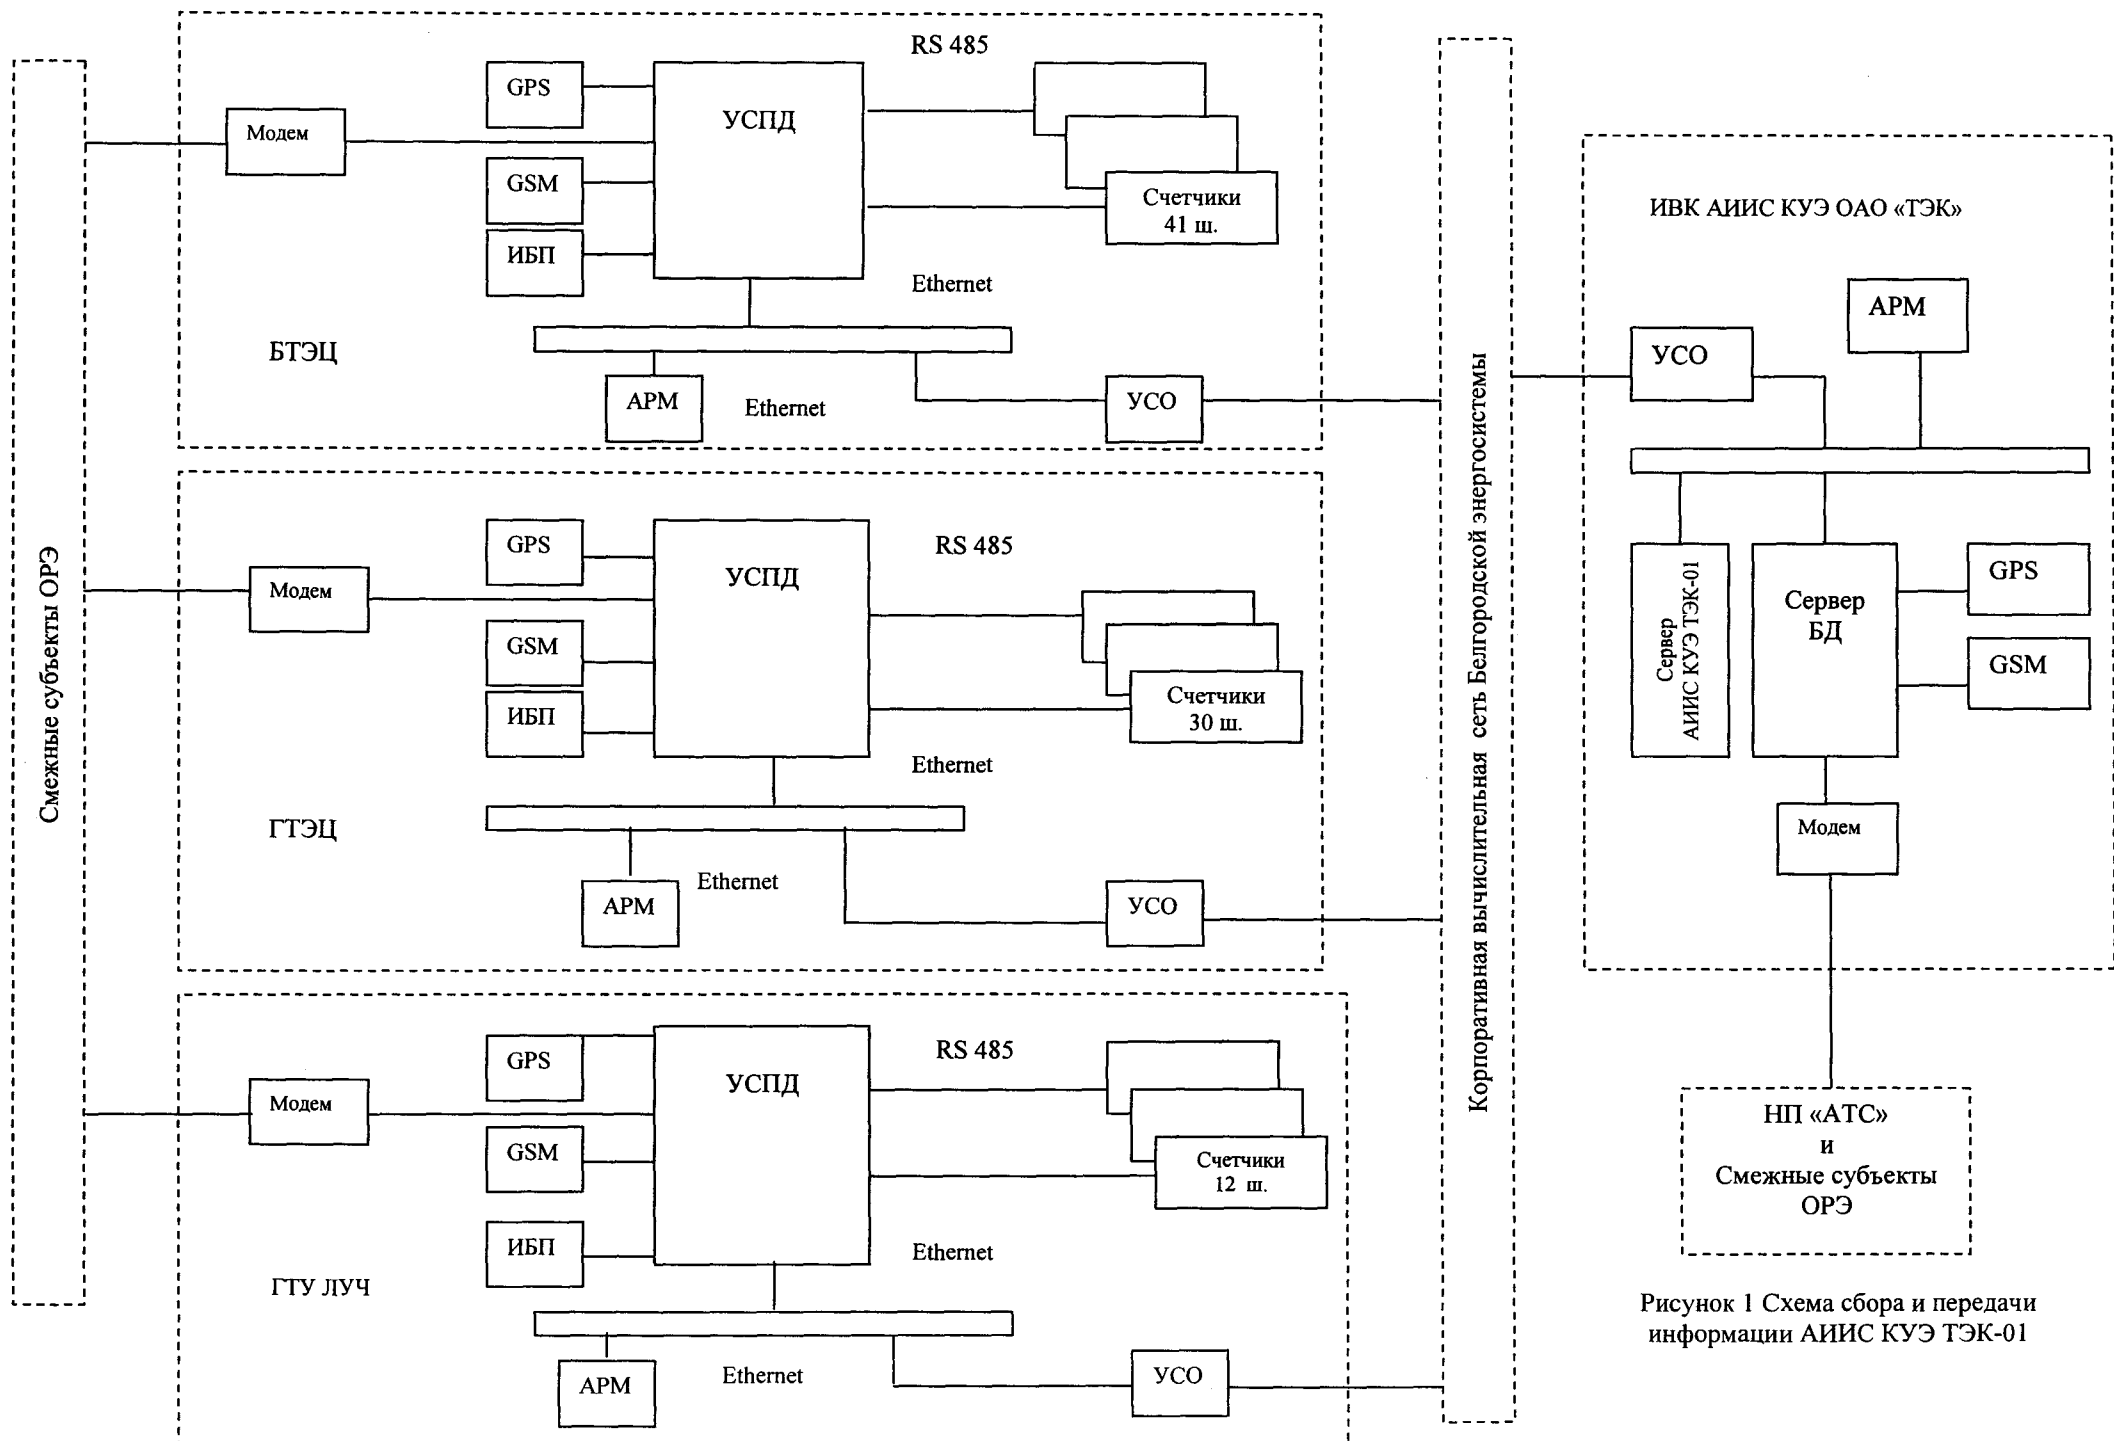 Смежные субъекты ОРЭ
RS 485
GPS
УСПД
Модем
GSM
Счетчики
41 ш.
ИБП
Ethernet
БТЭЦ
АРМ
Ethernet
УСО
RS 485
GPS
УСПД
Модем
GSM
Счетчики
30 ш.
ИБП
Ethernet
ГТЭЦ
Ethernet
АРМ
УСО
RS 485
GPS
УСПД
Модем
GSM
Счетчики
12 ш.
ИБП
Ethernet
ГТУ ЛУЧ
Ethernet
АРМ
УСО
Корпоративная вычислительная сеть Белгородской энергосистемы
ИВК АИИС КУЭ ОАО «ТЭК»
АРМ
УСО
Сервер
АИИС КУЭ ТЭК-01
Сервер
БД
GPS
GSM
Модем
НП «АТС»
и
Смежные субъекты
ОРЭ
Рисунок 1 Схема сбора и передачи
информации АИИС КУЭ ТЭК-01